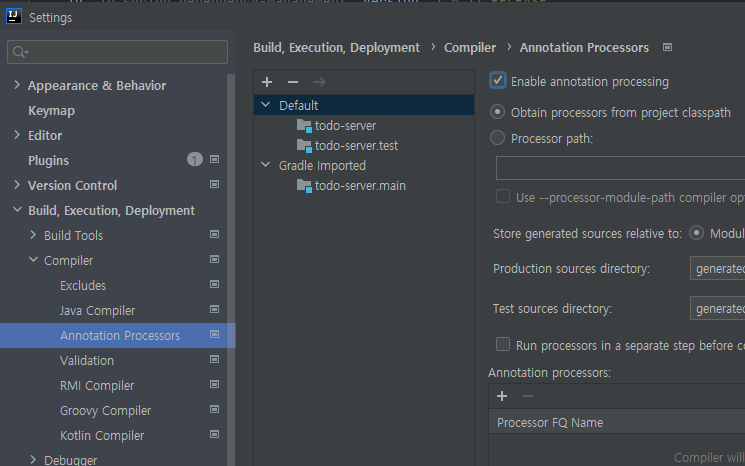 Settings
Appearance & Behavior
Keymap
Editor
Plugins 1
Version Control
Build, Execution, Deployment
Build Tools
Compiler
Excludes
Java Compiler
Annotation Processors
Validation
RMI Compiler
Groovy Compiler
Kotlin Compiler
Debugger
Build, Execution, Deployment › Compiler › Annotation Processors
Default
todo-server
todo-server.test
Gradle Imported
todo-server.main
Enable annotation processing
Obtain processors from project classpath
Processor path:
Use --processor-module-path compiler opt
Store generated sources relative to: Modul
Production sources directory: generated
Test sources directory: generated
Run processors in a separate step before co
Annotation processors:
Processor FQ Name
Compiler will